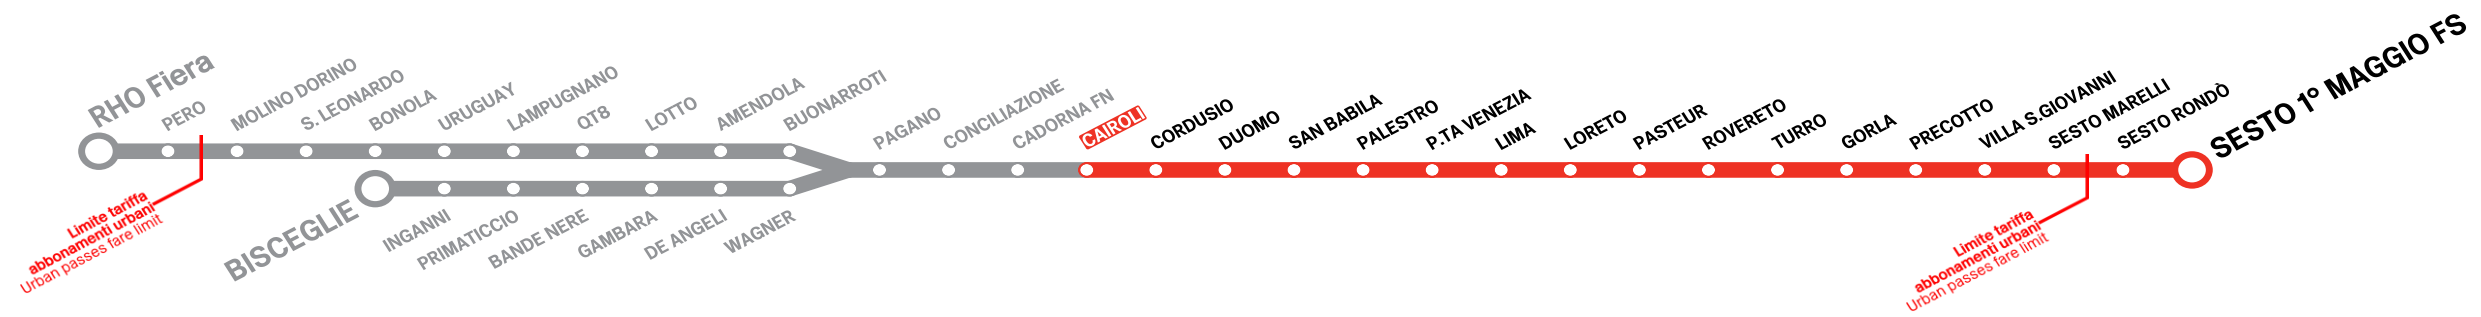 RHO Fiera
PERO
MOLINO DORINO
S. LEONARDO
BONOLA
URUGUAY
LAMPUGNANO
QT8
LOTTO
AMENDOLA
BUONARROTI
PAGANO
CONCILIAZIONE
CADORNA FN
CAIROLI
CORDUSIO
DUOMO
SAN BABILA
PALESTRO
P.TA VENEZIA
LIMA
LORETO
PASTEUR
ROVERETO
TURRO
GORLA
PRECOTTO
VILLA S.GIOVANNI
SESTO MARELLI
SESTO RONDÒ
SESTO 1° MAGGIO FS
Limite tariffa
abbonamenti urbani
Urban passes fare limit
BISCEGLIE
INGANNI
PRIMATICCIO
BANDE NERE
GAMBARA
DE ANGELI
WAGNER
Limite tariffa
abbonamenti urbani
Urban passes fare limit